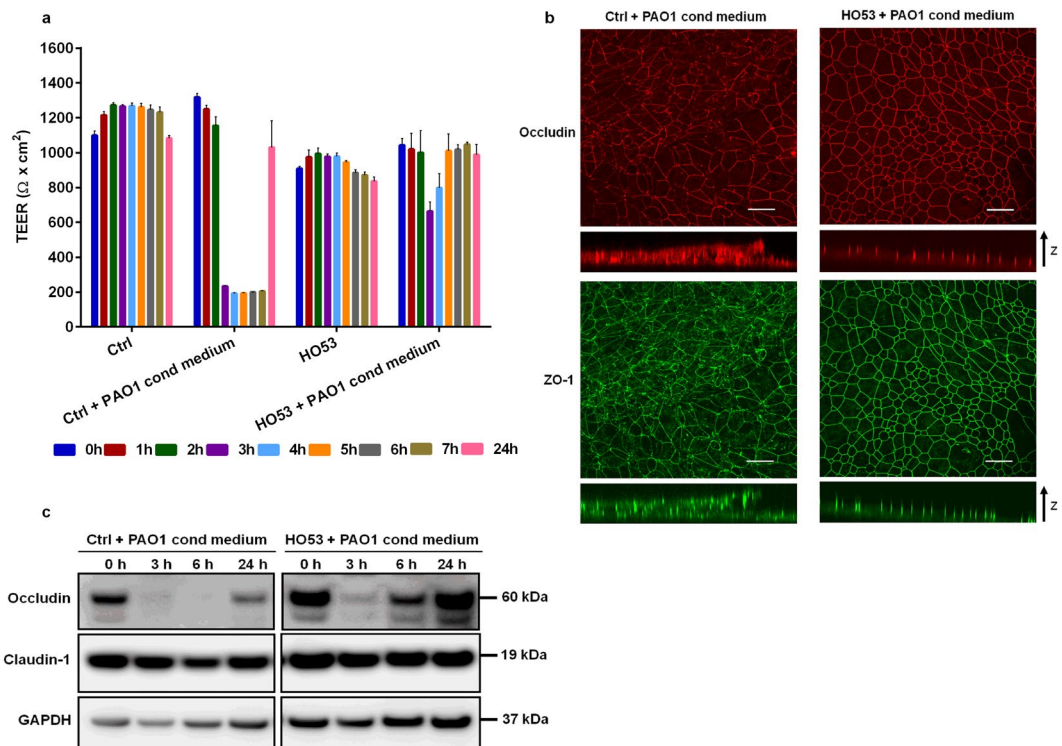 a
TEER (Ω x cm²)
1600
1400
1200
1000
800
600
400
200
0
Ctrl
Ctrl + PAO1 cond medium
HO53
HO53 + PAO1 cond medium
0h 1h 2h 3h 4h 5h 6h 7h 24h
b
Ctrl + PAO1 cond medium HO53 + PAO1 cond medium
Occludin
Z
ZO-1
Z
c
Ctrl + PAO1 cond medium HO53 + PAO1 cond medium
0 h 3 h 6 h 24 h 0 h 3 h 6 h 24 h
Occludin 60 kDa
Claudin-1 19 kDa
GAPDH 37 kDa